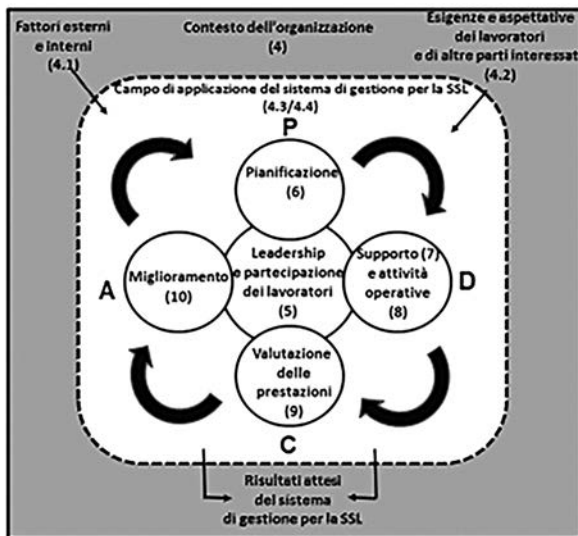 Fattori esterni
e interni
(4.1)
Contesto dell'organizzazione
(4)
Esigenze e aspettative
dei lavoratori
e di altre parti interessat
(4.2)
Campo di applicazione del sistema di gestione per la SSL
(4.3/4.4)
P
Pianificazione
(6)
A
Miglioramento
(10)
Leadership
e partecipazione
dei lavoratori
(5)
Supporto (7)
e attività
operative
(8)
D
Valutazione
delle
prestazioni
(9)
C
Risultati attesi
del sistema
di gestione per la SSL